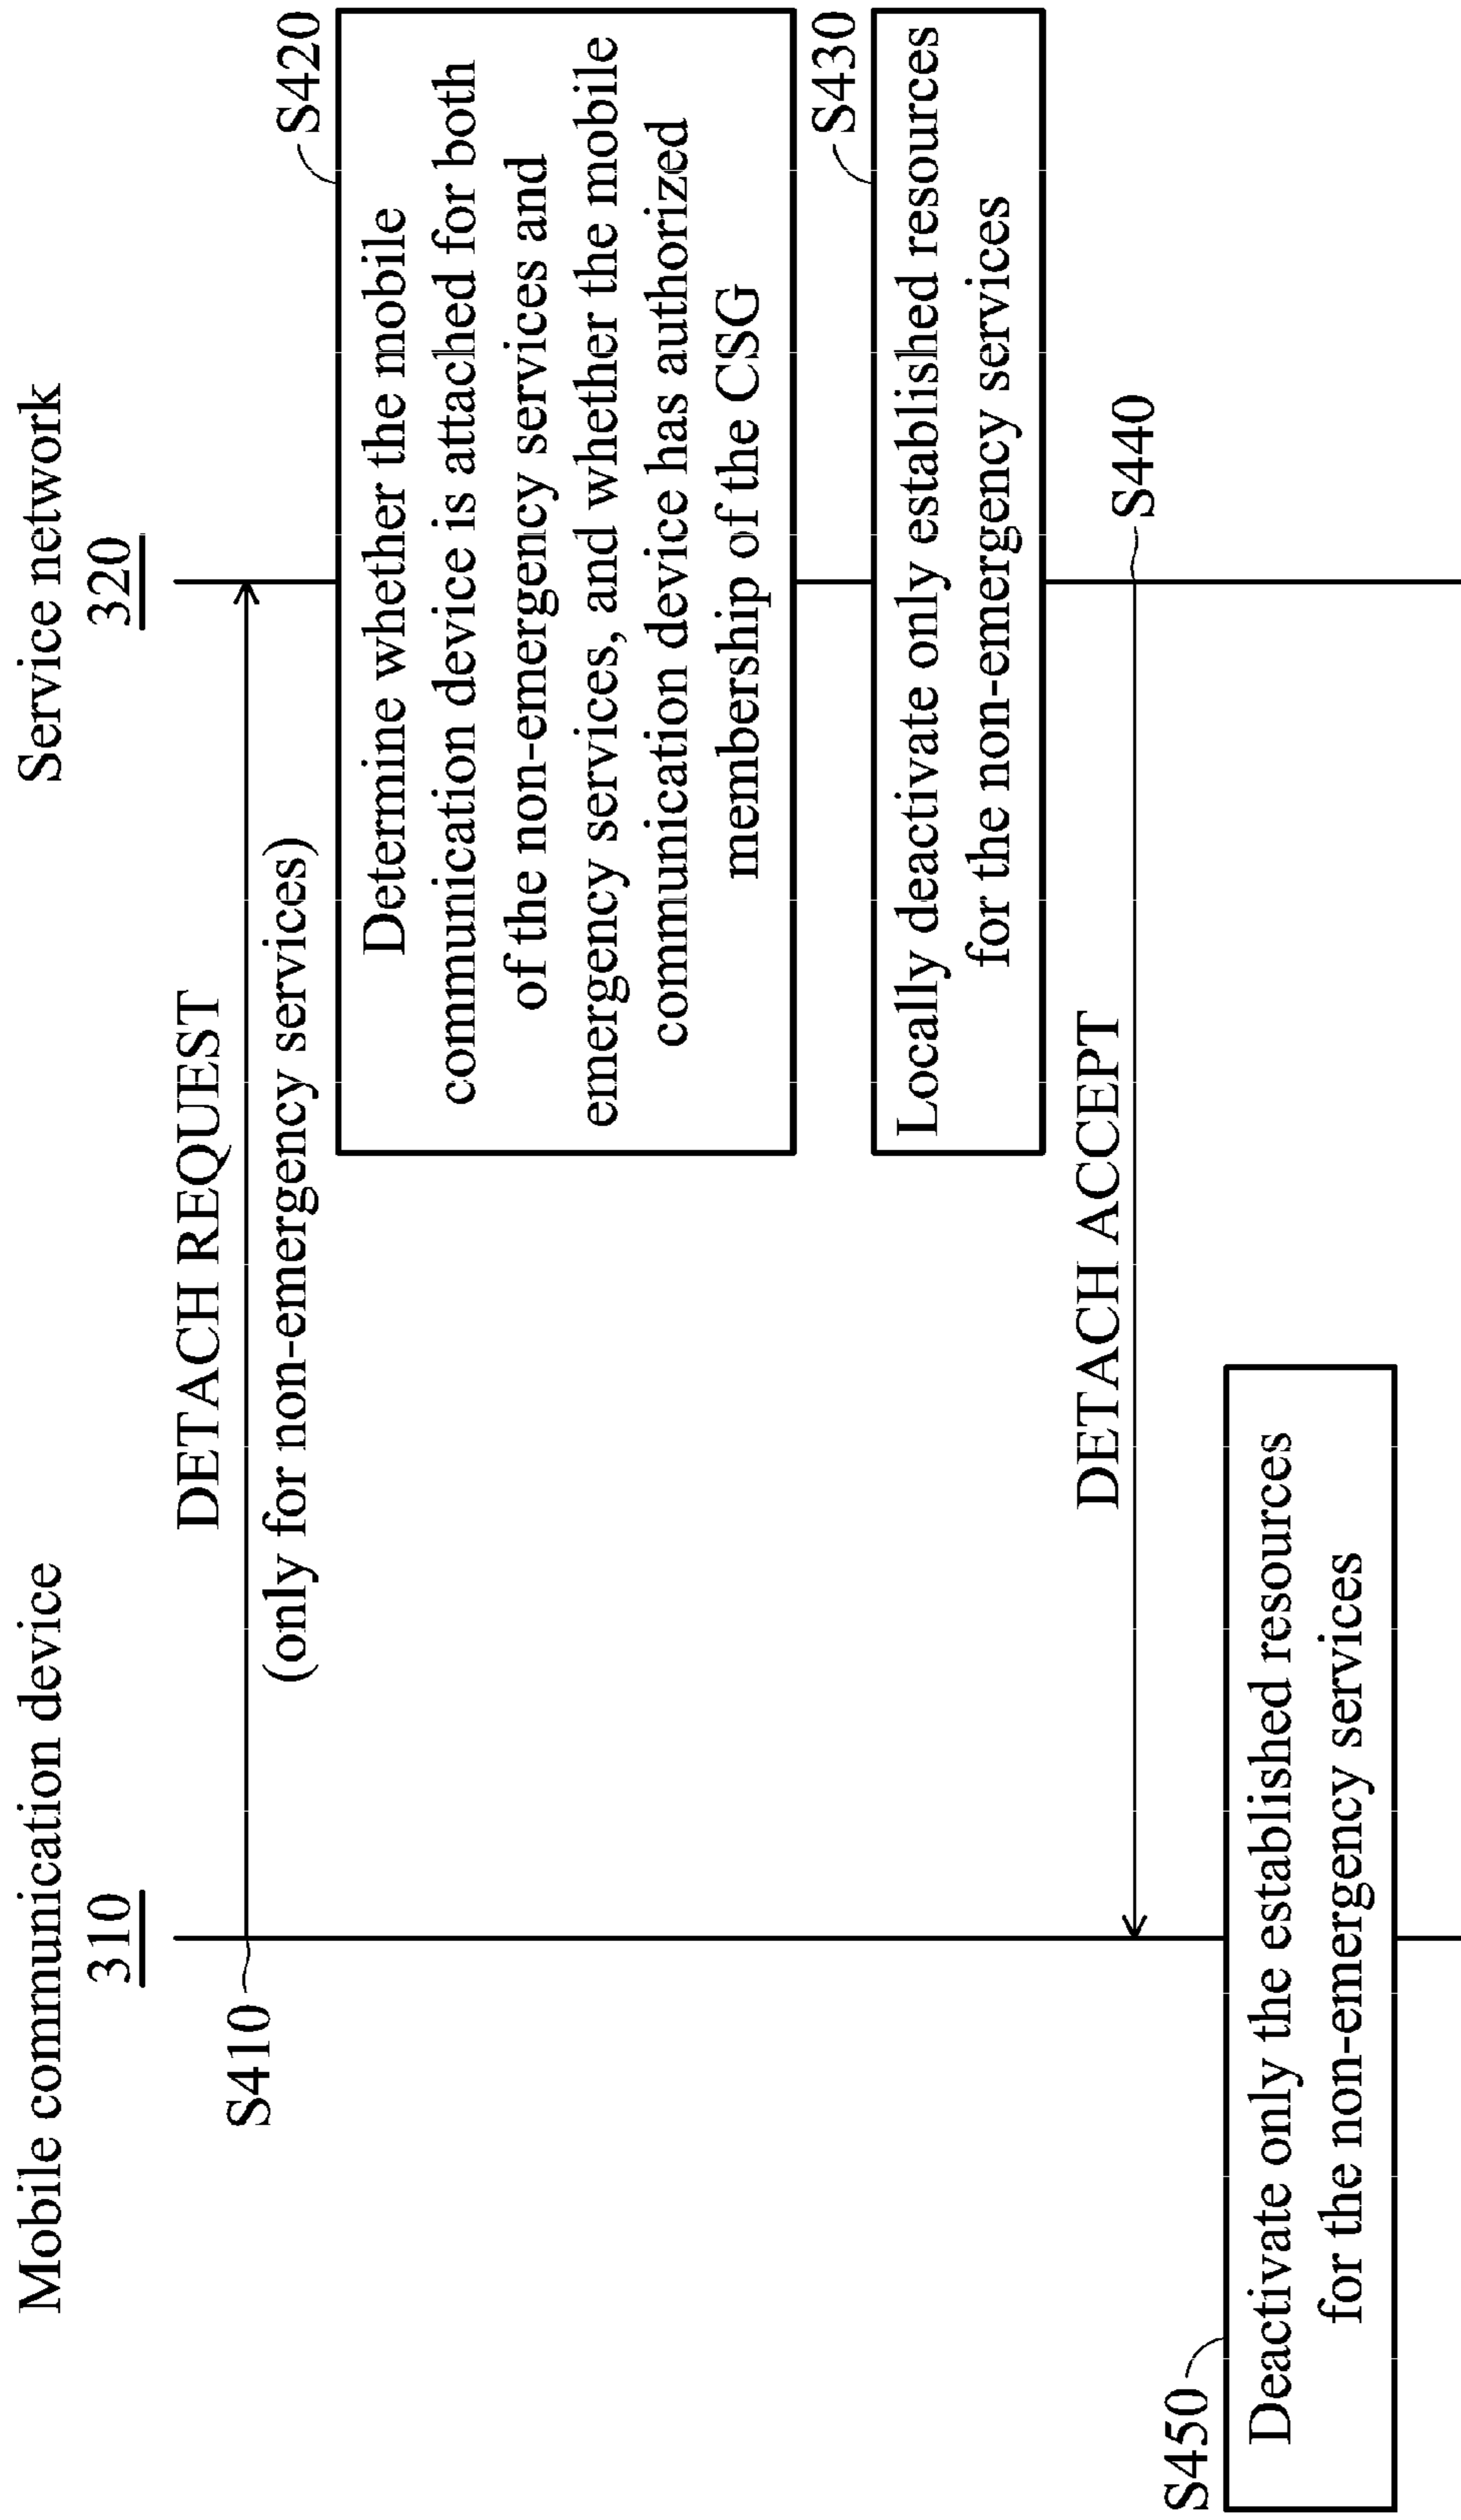 Mobile communication device
310
Service network
320
S410
DETACH REQUEST
(only for non-emergency services)
S420
Determine whether the mobile
communication device is attached for both
of the non-emergency services and
emergency services, and whether the mobile
communication device has authorized
membership of the CSG
S430
Locally deactivate only established resources
for the non-emergency services
DETACH ACCEPT
S440
S450
Deactivate only the established resources
for the non-emergency services